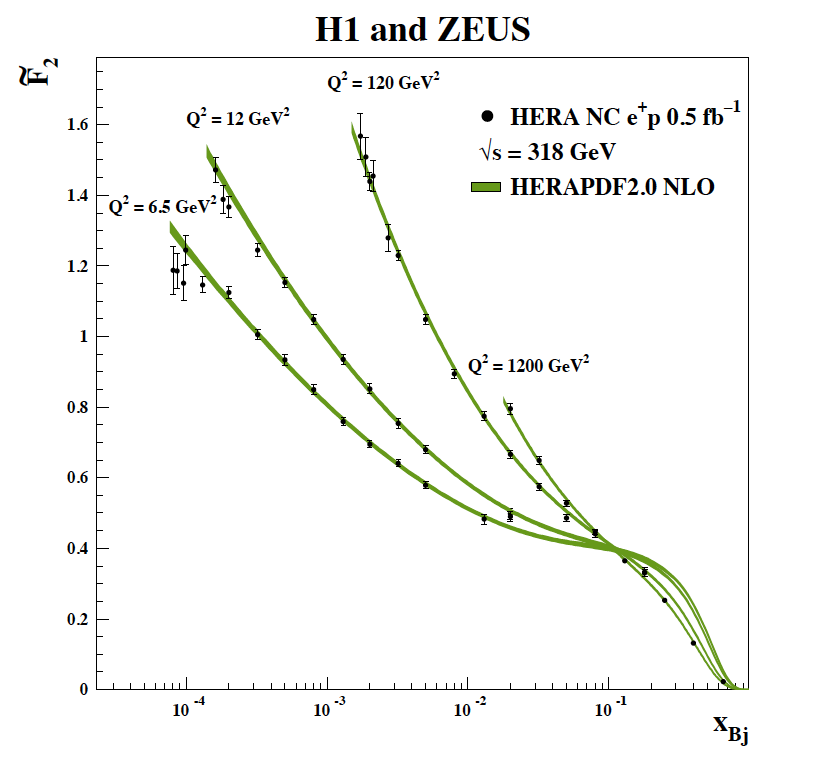 H1 and ZEUS
F̃₂
Q² = 120 GeV²
Q² = 12 GeV²
HERA NC e⁺p 0.5 fb⁻¹
√s = 318 GeV
HERAPDF2.0 NLO
Q² = 6.5 GeV²
Q² = 1200 GeV²
1.6
1.4
1.2
1
0.8
0.6
0.4
0.2
0
10⁻⁴ 10⁻³ 10⁻² 10⁻¹
x_Bj